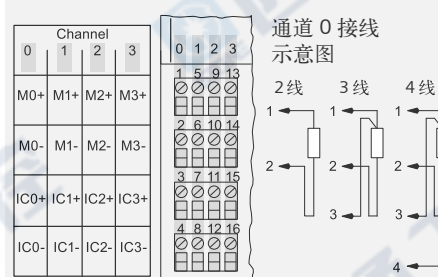 Channel
0 1 2 3
M0+ M1+ M2+ M3+
M0- M1- M2- M3-
IC0+ IC1+ IC2+ IC3+
IC0- IC1- IC2- IC3-
0 1 2 3
1 5 9 13
2 6 10 14
3 7 11 15
4 8 12 16
通道 0 接线
示意图
2线 3线 4线
1 1 1
2 2 2
3 3
4